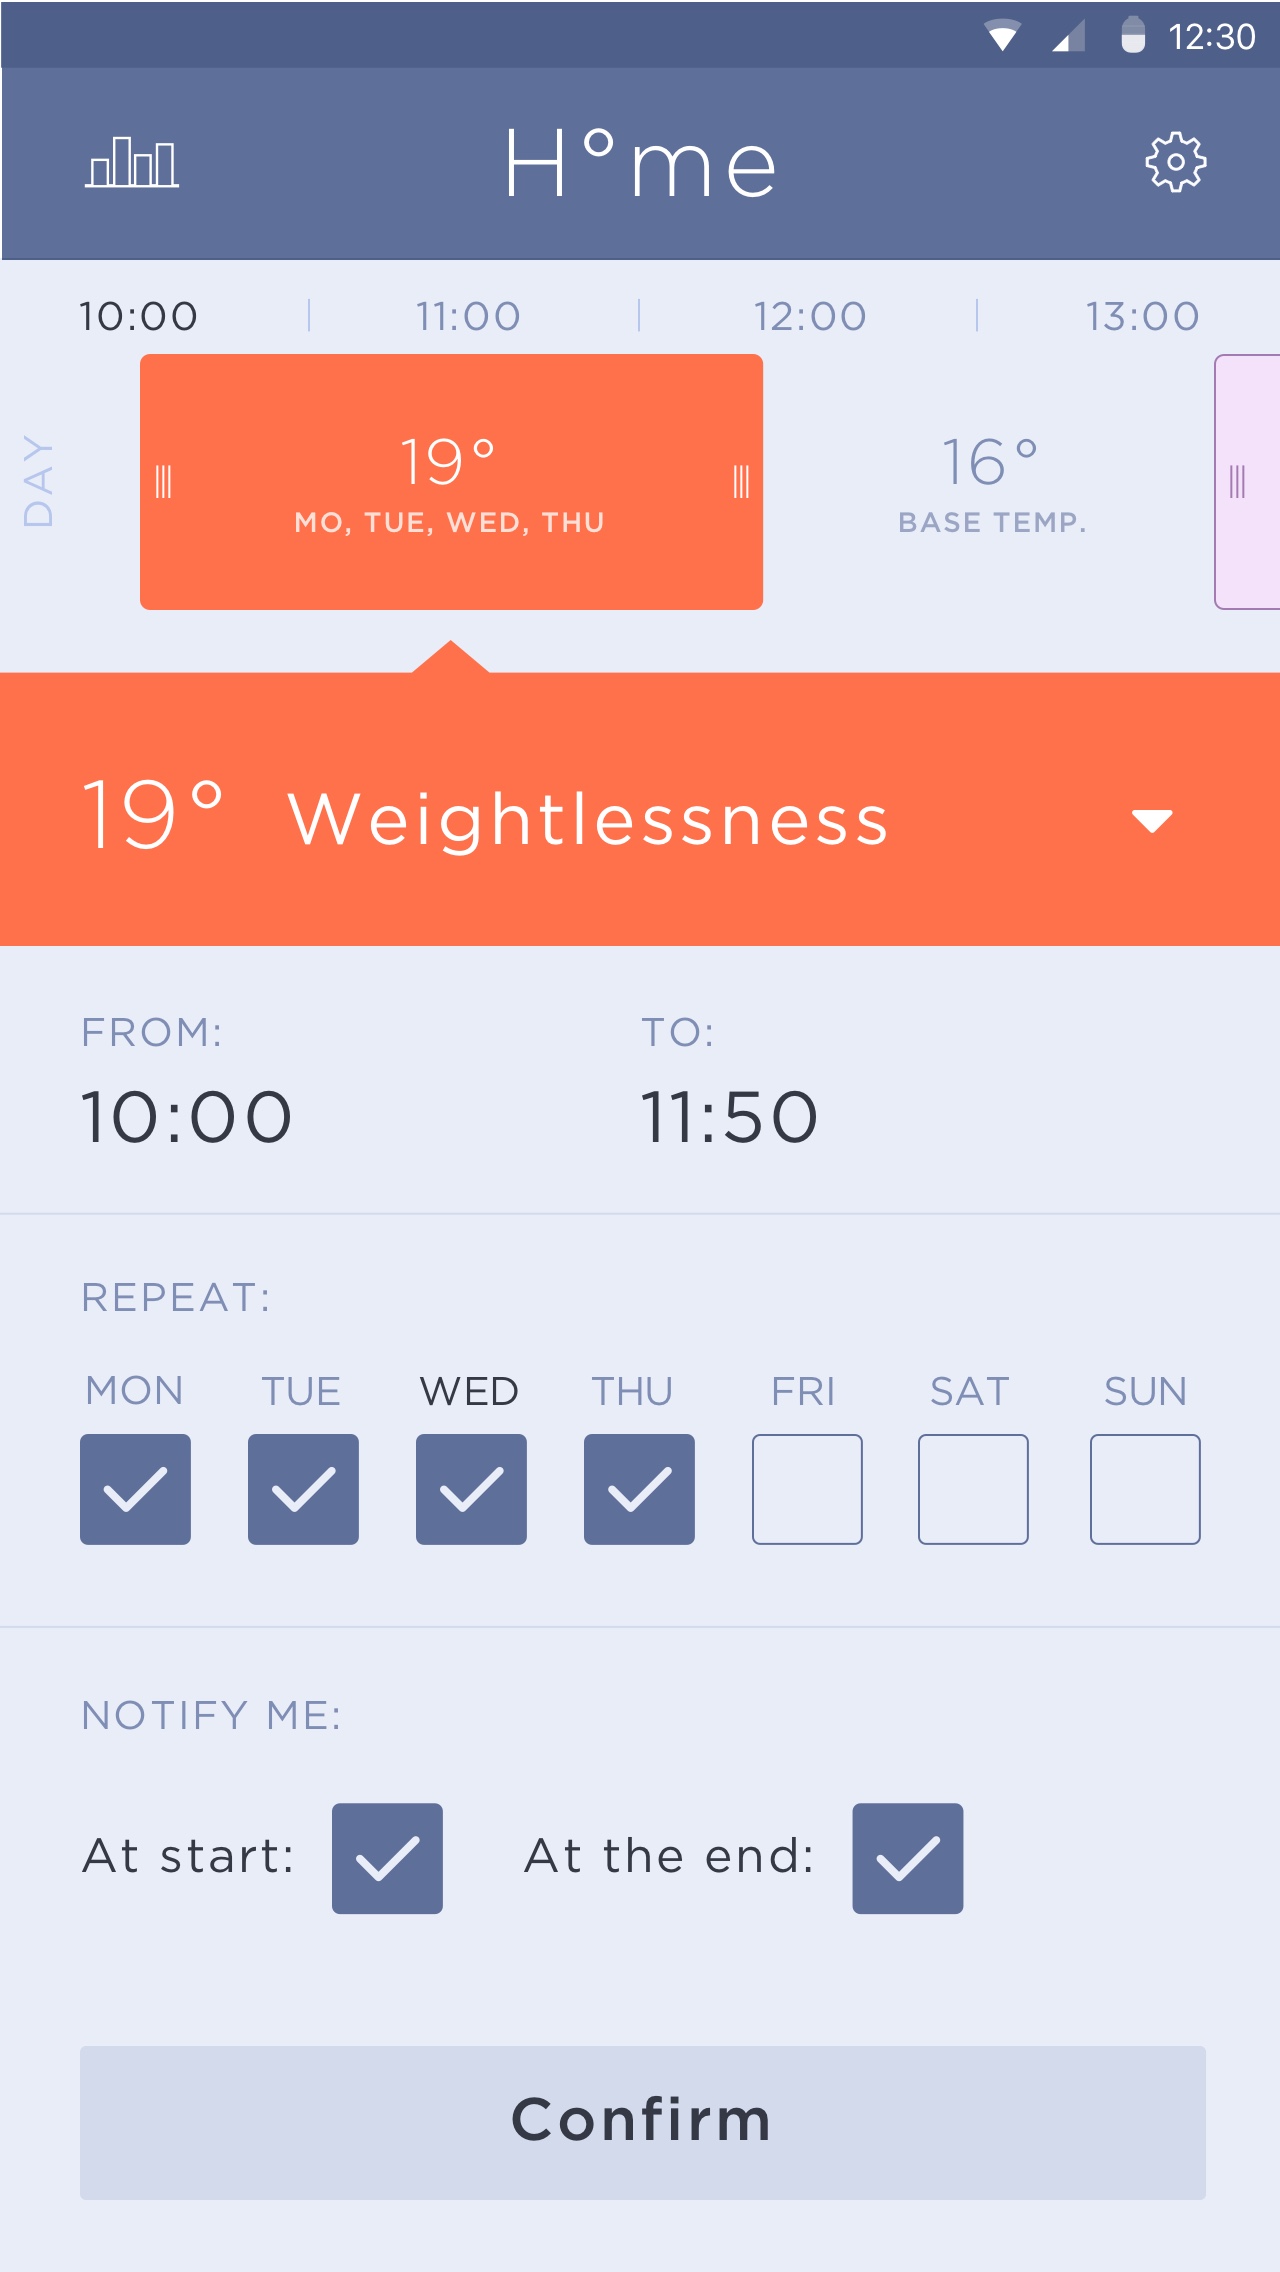 12:30
H°me
10:00 11:00 12:00 13:00
DAY
19° 16°
MO, TUE, WED, THU BASE TEMP.
19° Weightlessness
FROM: TO:
10:00 11:50
REPEAT:
MON TUE WED THU FRI SAT SUN
NOTIFY ME:
At start: At the end:
Confirm